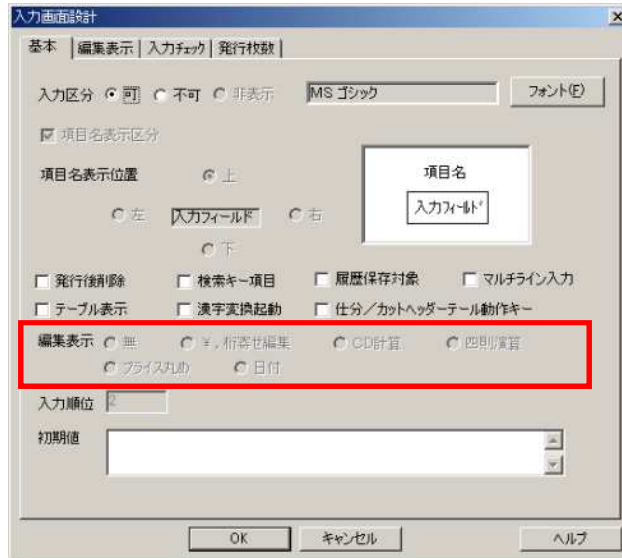 入力画面設計
基本 編集表示 入力ﾁｪｯｸ 発行枚数
入力区分 可 不可 非表示 MS ゴシック フォント(F)
項目名表示区分
項目名表示位置 上 項目名
左 入力フィールド 右 入力ﾌｨｰﾙﾄﾞ
下
発行後削除 検索キー項目 履歴保存対象 マルチライン入力
テーブル表示 漢字変換起動 仕分／カットヘッダーテール動作キー
編集表示 無 ￥，桁寄せ編集 CD計算 四則演算
プライス丸め 日付
入力順位 2
初期値
OK キャンセル ヘルプ